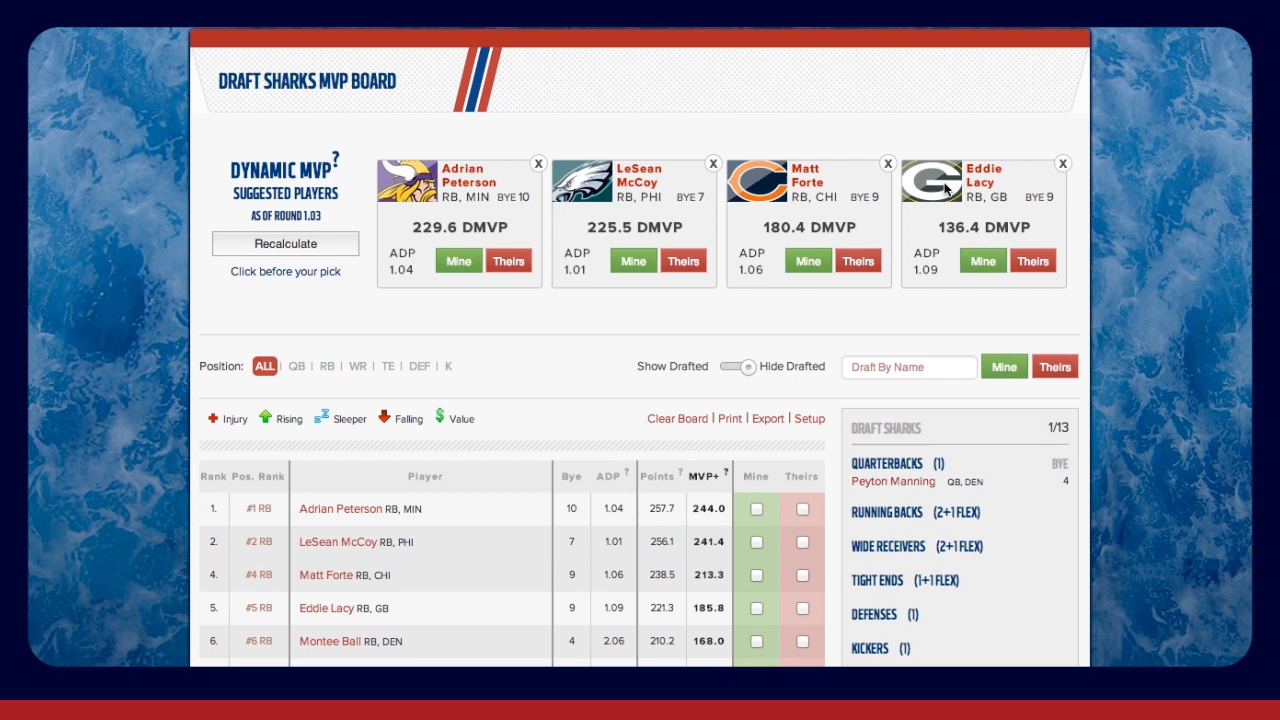 DRAFT SHARKS MVP BOARD
DYNAMIC MVP?
SUGGESTED PLAYERS
AS OF ROUND 1.03
Recalculate
Click before your pick
X
Adrian
Peterson
RB, MIN BYE 10
229.6 DMVP
ADP
1.04
Mine Theirs
X
LeSean
McCoy
RB, PHI BYE 7
225.5 DMVP
ADP
1.01
Mine Theirs
X
Matt
Forte
RB, CHI BYE 9
180.4 DMVP
ADP
1.06
Mine Theirs
X
Eddie
Lacy
RB, GB BYE 9
136.4 DMVP
ADP
1.09
Mine Theirs
Position: ALL | QB | RB | WR | TE | DEF | K
Show Drafted Hide Drafted
Draft By Name Mine Theirs
Injury Rising Sleeper Falling $ Value
Clear Board | Print | Export | Setup
Rank Pos. Rank Player Bye ADP ? Points ? MVP+ ? Mine Theirs
1. #1 RB Adrian Peterson RB, MIN 10 1.04 257.7 244.0
2. #2 RB LeSean McCoy RB, PHI 7 1.01 256.1 241.4
4. #4 RB Matt Forte RB, CHI 9 1.06 238.5 213.3
5. #5 RB Eddie Lacy RB, GB 9 1.09 221.3 185.8
6. #6 RB Montee Ball RB, DEN 4 2.06 210.2 168.0
DRAFT SHARKS 1/13
QUARTERBACKS (1) BYE
Peyton Manning QB, DEN 4
RUNNING BACKS (2+1 FLEX)
WIDE RECEIVERS (2+1 FLEX)
TIGHT ENDS (1+1 FLEX)
DEFENSES (1)
KICKERS (1)